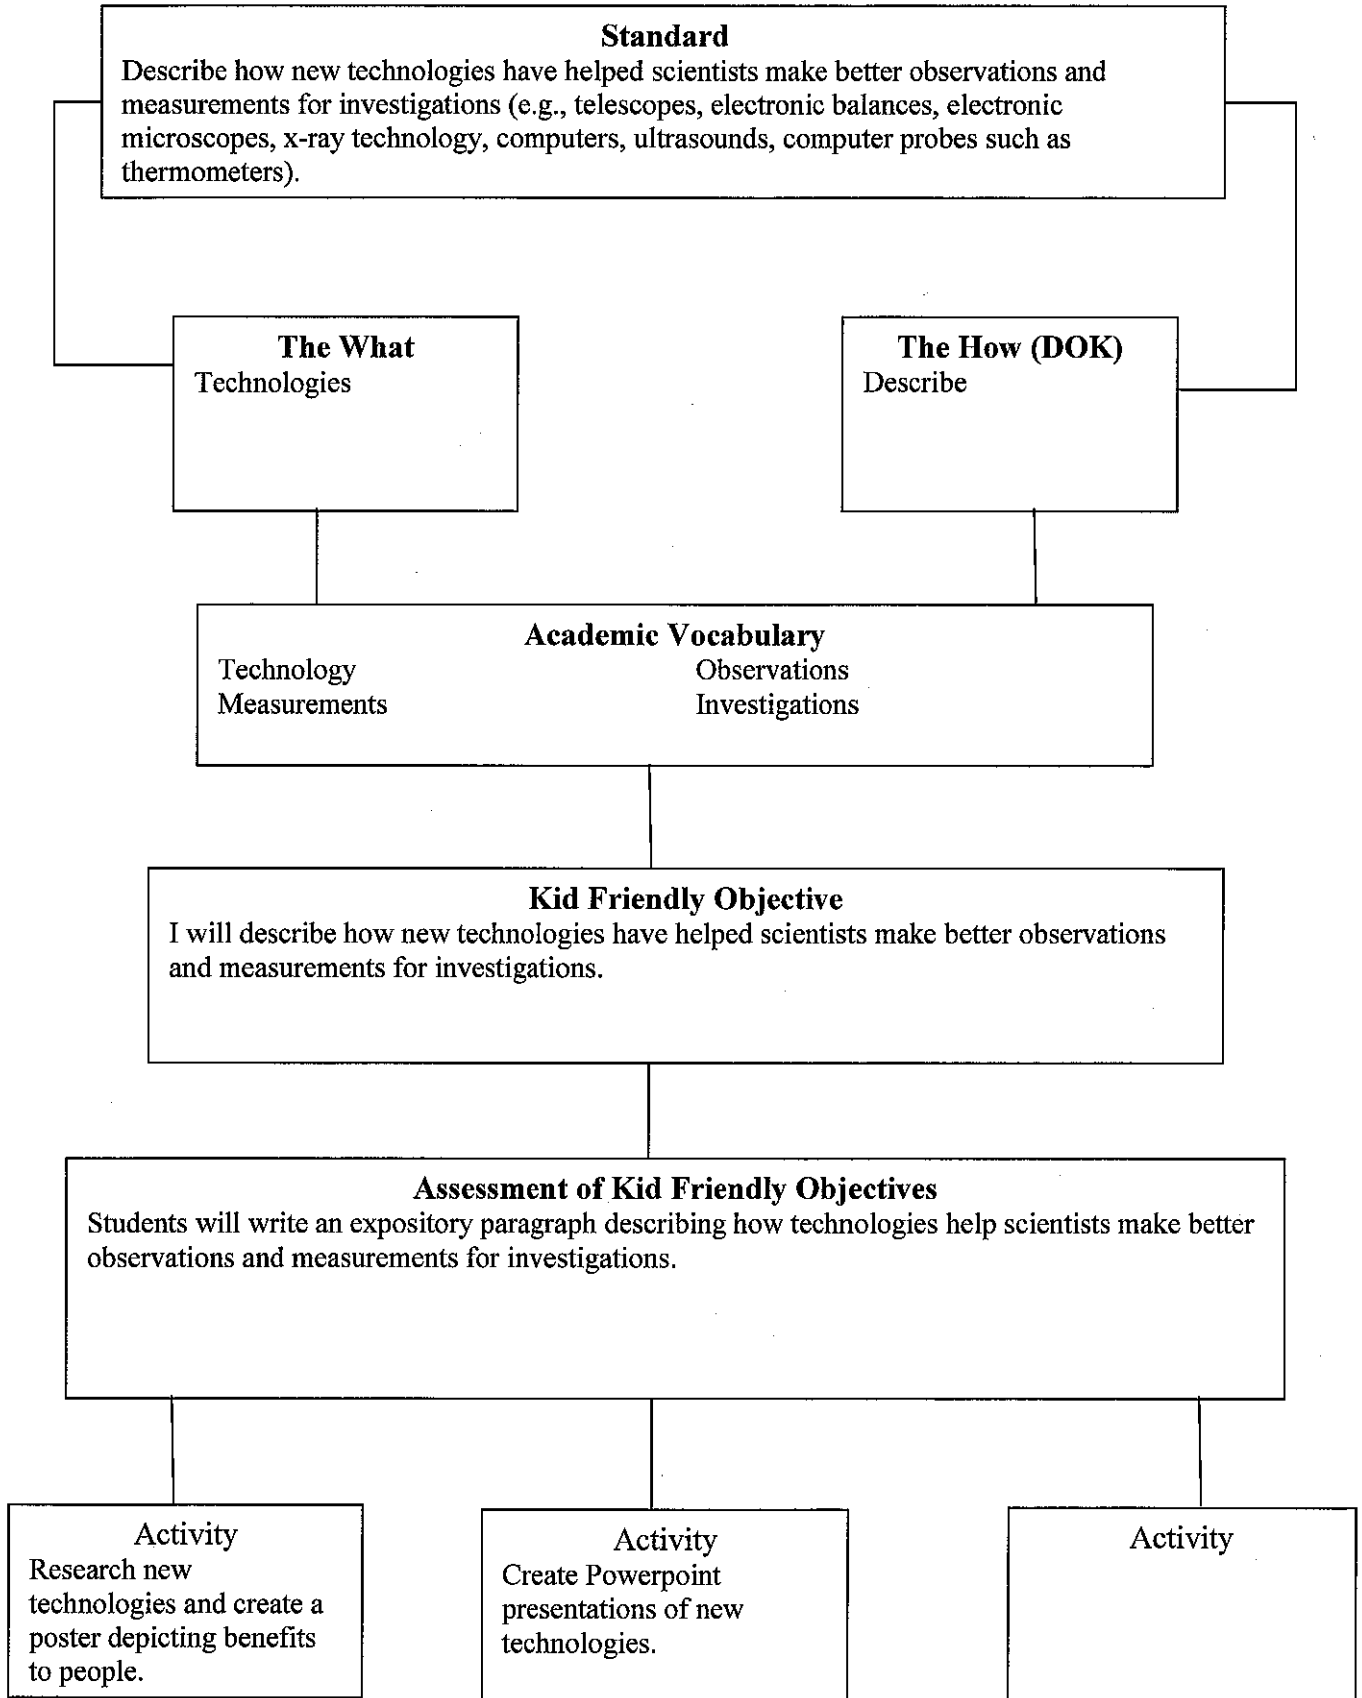 Standard
Describe how new technologies have helped scientists make better observations and
measurements for investigations (e.g., telescopes, electronic balances, electronic
microscopes, x-ray technology, computers, ultrasounds, computer probes such as
thermometers).
The What
Technologies
The How (DOK)
Describe
Academic Vocabulary
Technology
Measurements
Observations
Investigations
Kid Friendly Objective
I will describe how new technologies have helped scientists make better observations
and measurements for investigations.
Assessment of Kid Friendly Objectives
Students will write an expository paragraph describing how technologies help scientists make better
observations and measurements for investigations.
Activity
Research new
technologies and create a
poster depicting benefits
to people.
Activity
Create Powerpoint
presentations of new
technologies.
Activity